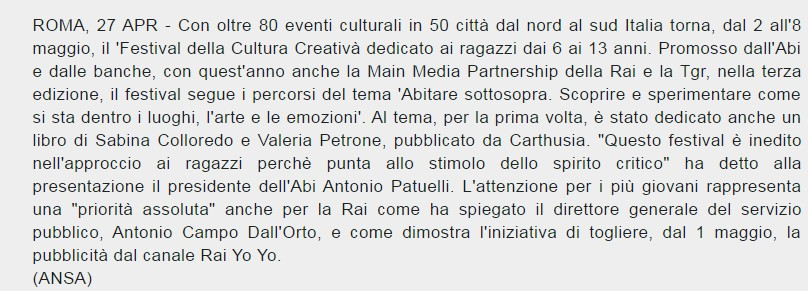 ROMA, 27 APR - Con oltre 80 eventi culturali in 50 città dal nord al sud Italia torna, dal 2 all'8
maggio, il 'Festival della Cultura Creativà dedicato ai ragazzi dai 6 ai 13 anni. Promosso dall'Abi
e dalle banche, con quest'anno anche la Main Media Partnership della Rai e la Tgr, nella terza
edizione, il festival segue i percorsi del tema 'Abitare sottosopra. Scoprire e sperimentare come
si sta dentro i luoghi, l'arte e le emozioni'. Al tema, per la prima volta, è stato dedicato anche un
libro di Sabina Colloredo e Valeria Petrone, pubblicato da Carthusia. "Questo festival è inedito
nell'approccio ai ragazzi perchè punta allo stimolo dello spirito critico" ha detto alla
presentazione il presidente dell'Abi Antonio Patuelli. L'attenzione per i più giovani rappresenta
una "priorità assoluta" anche per la Rai come ha spiegato il direttore generale del servizio
pubblico, Antonio Campo Dall'Orto, e come dimostra l'iniziativa di togliere, dal 1 maggio, la
pubblicità dal canale Rai Yo Yo.
(ANSA)